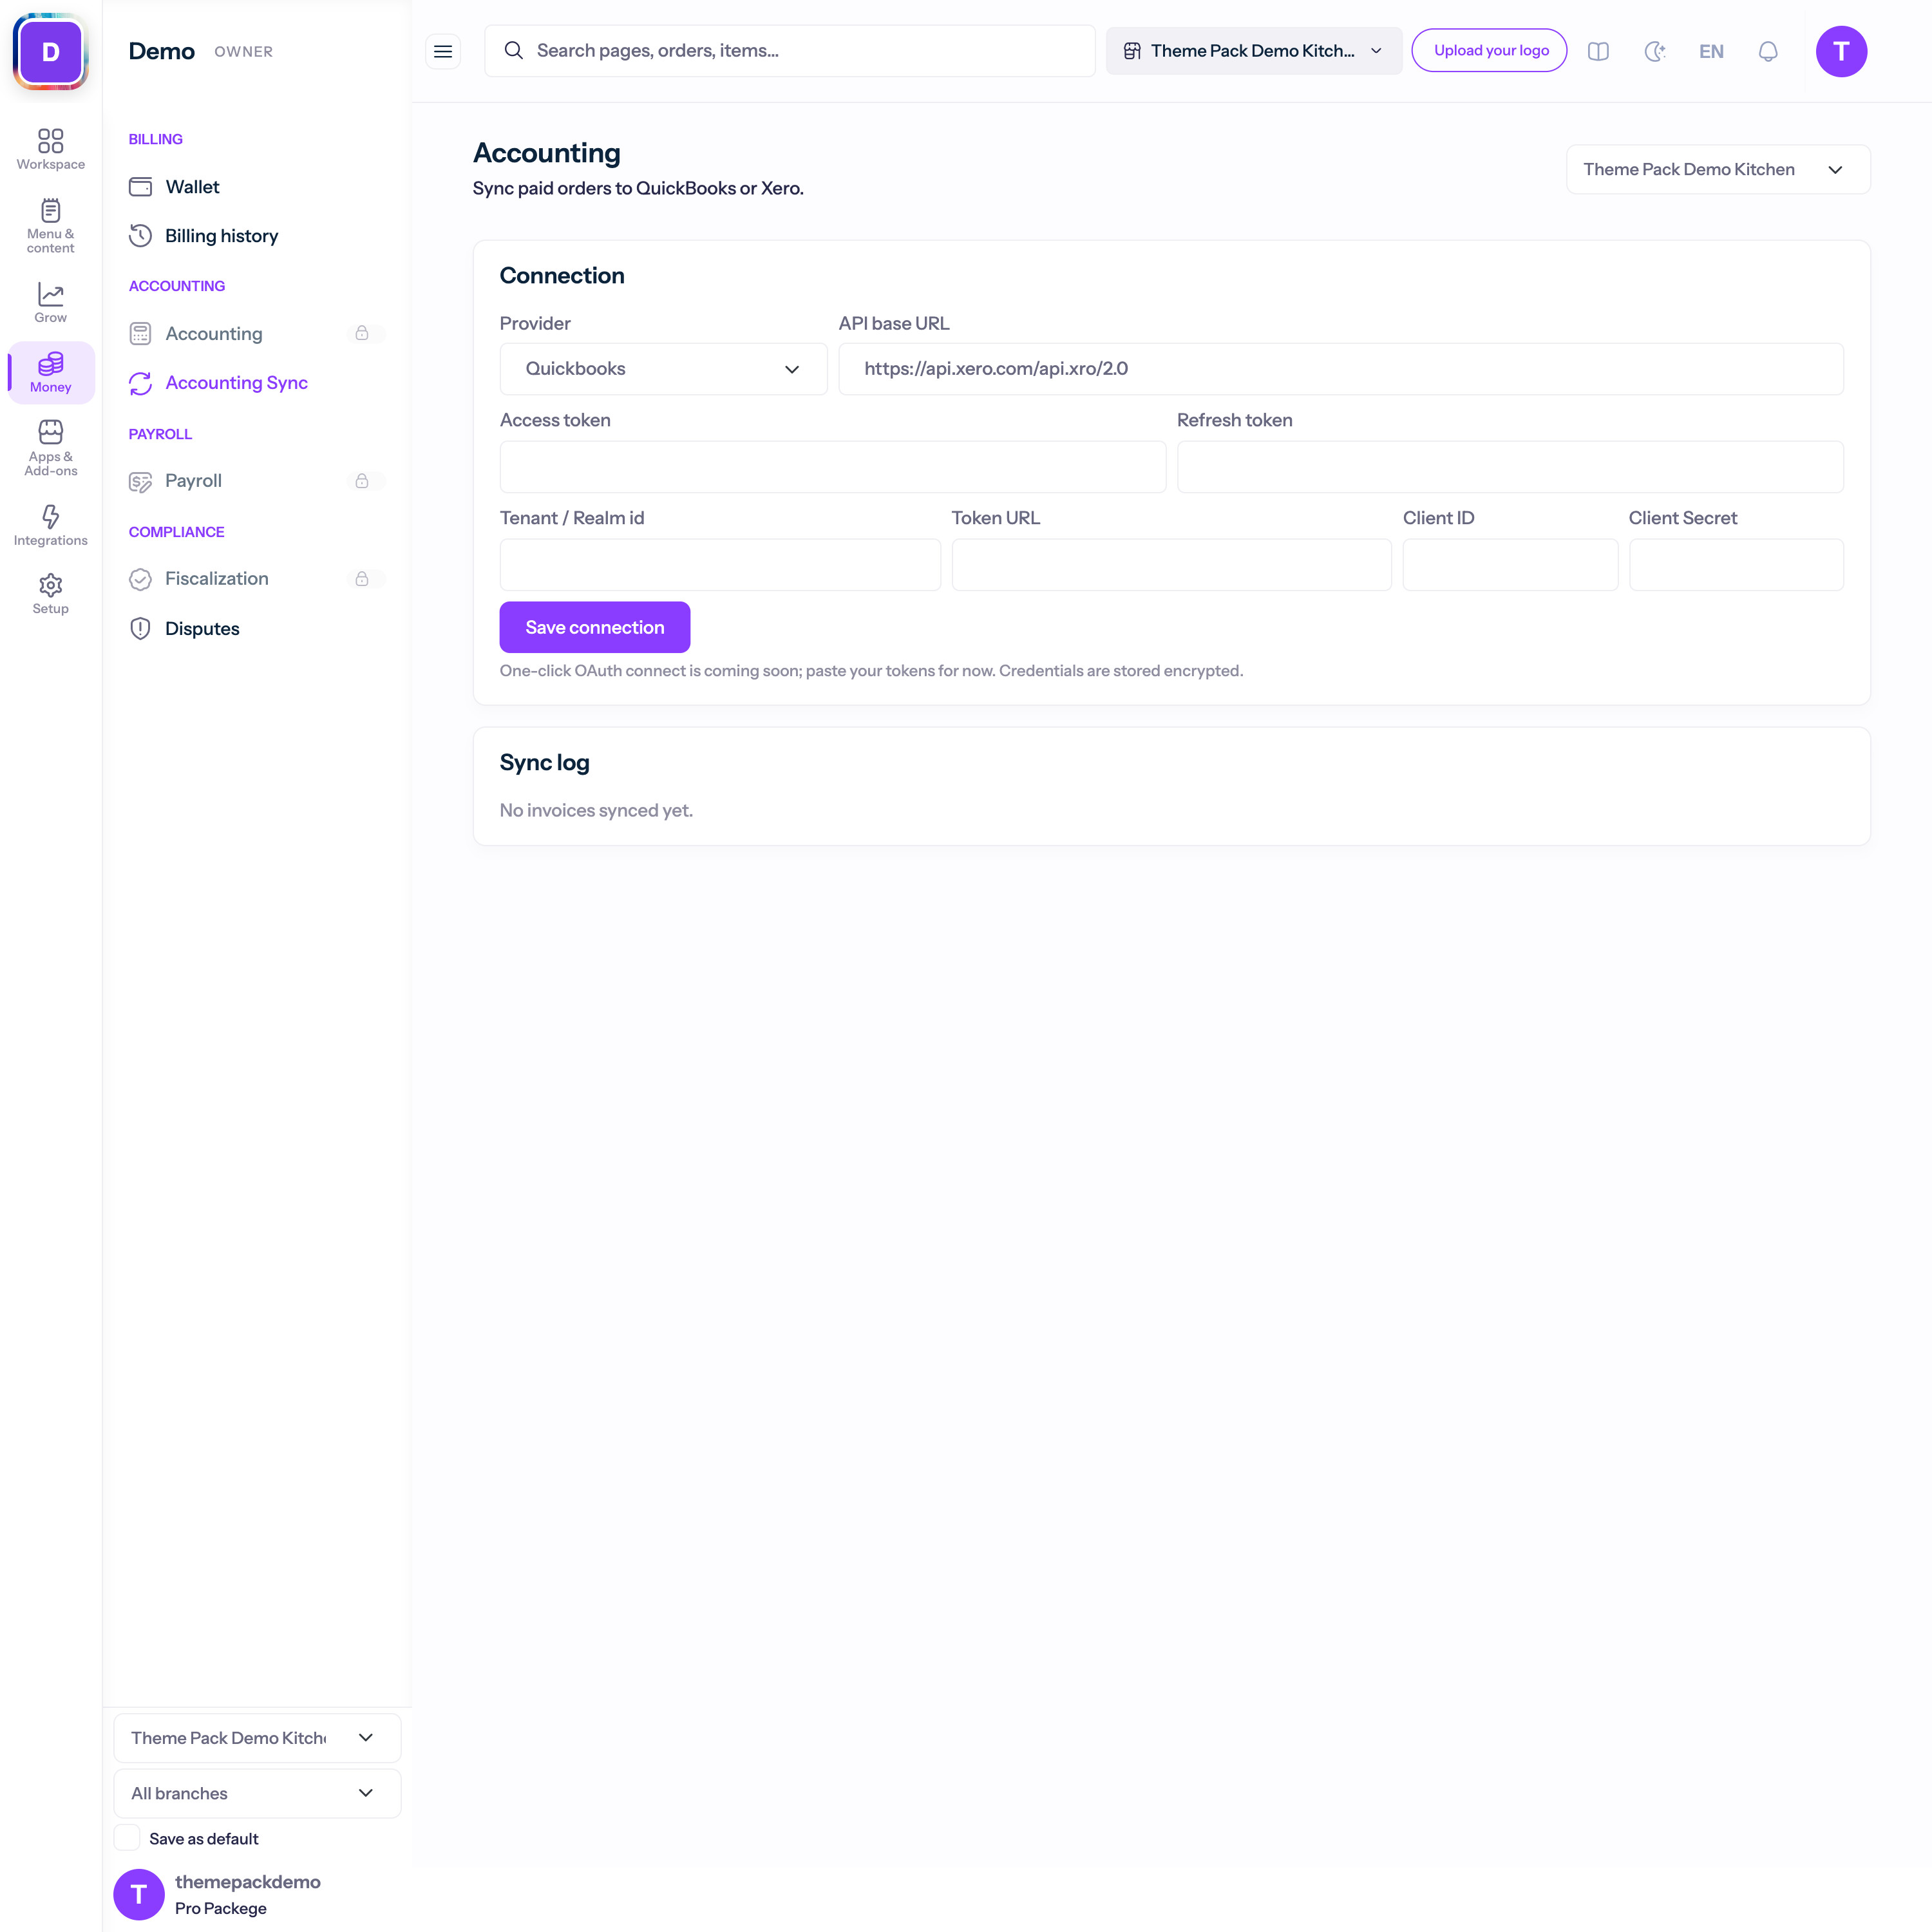 D
Demo OWNER
Search pages, orders, items...
Theme Pack Demo Kitch...
Upload your logo
EN
T
Workspace
Menu &
content
Grow
Money
Apps &
Add-ons
Integrations
Setup
BILLING
Wallet
Billing history
ACCOUNTING
Accounting
Accounting Sync
PAYROLL
Payroll
COMPLIANCE
Fiscalization
Disputes
Accounting
Sync paid orders to QuickBooks or Xero.
Theme Pack Demo Kitchen
Connection
Provider
API base URL
Quickbooks
https://api.xero.com/api.xro/2.0
Access token
Refresh token
Tenant / Realm id
Token URL
Client ID
Client Secret
Save connection
One-click OAuth connect is coming soon; paste your tokens for now. Credentials are stored encrypted.
Sync log
No invoices synced yet.
Theme Pack Demo Kitche
All branches
Save as default
T
themepackdemo
Pro Packege